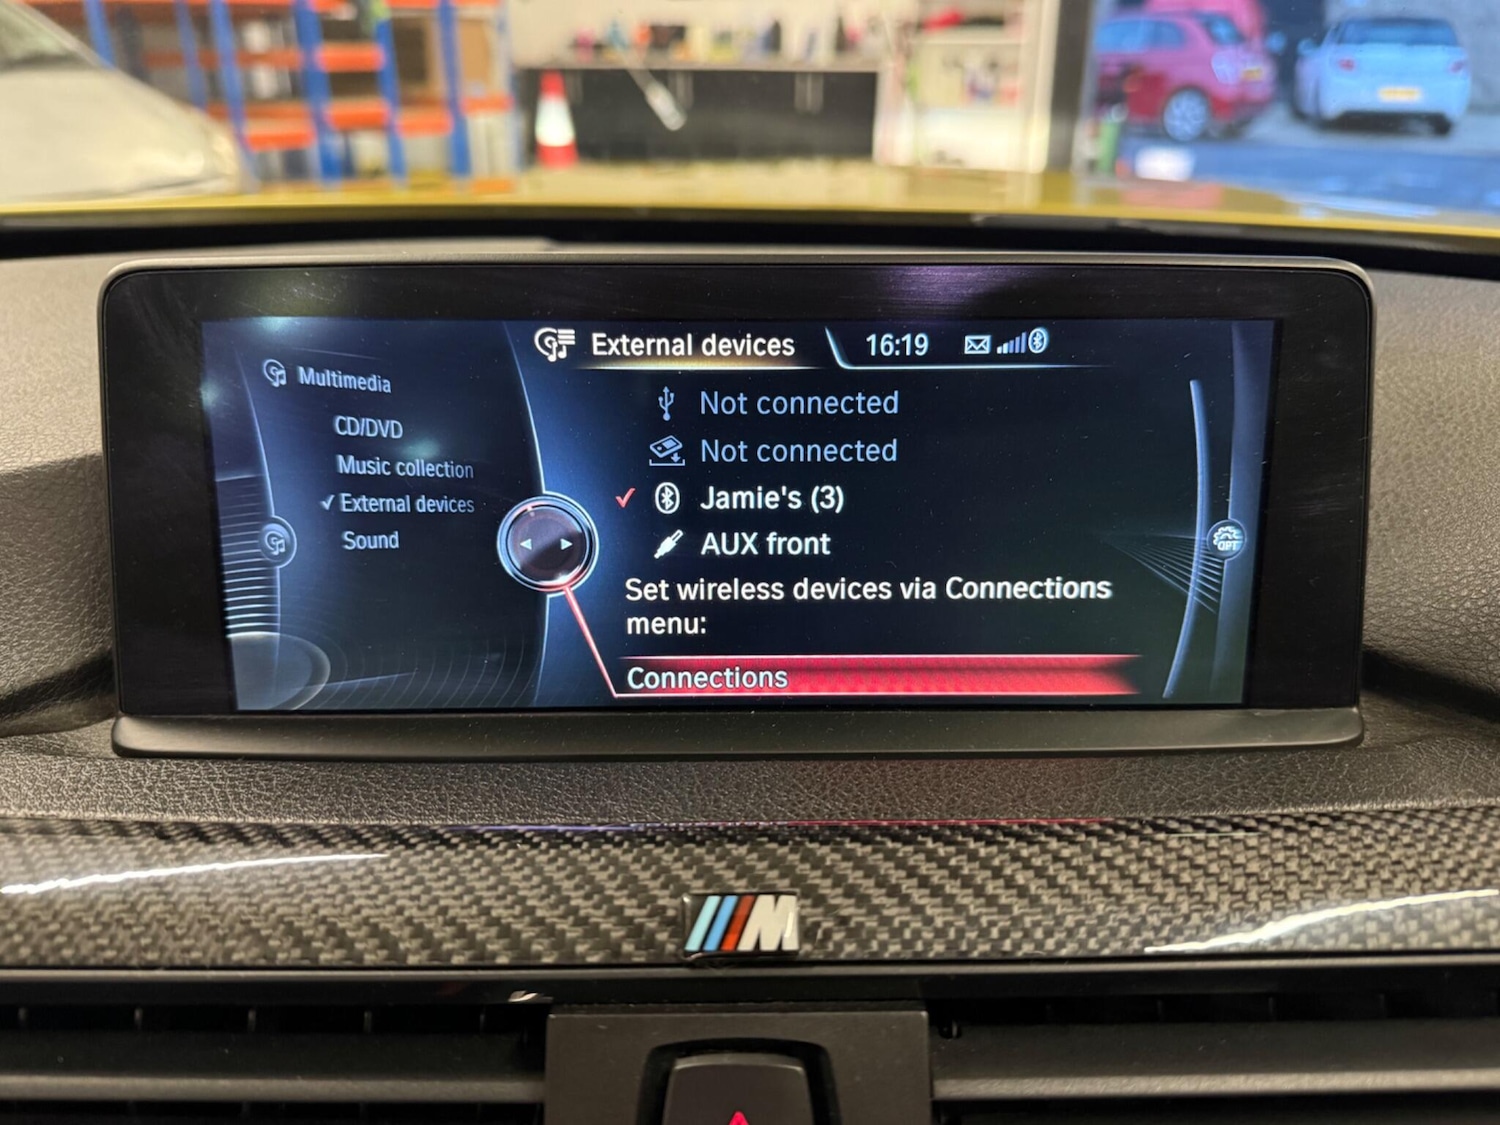 External devices
16:19
Multimedia
CD/DVD
Music collection
External devices
Sound
Not connected
Not connected
Jamie's (3)
AUX front
Set wireless devices via Connections
menu:
Connections
OPT
M